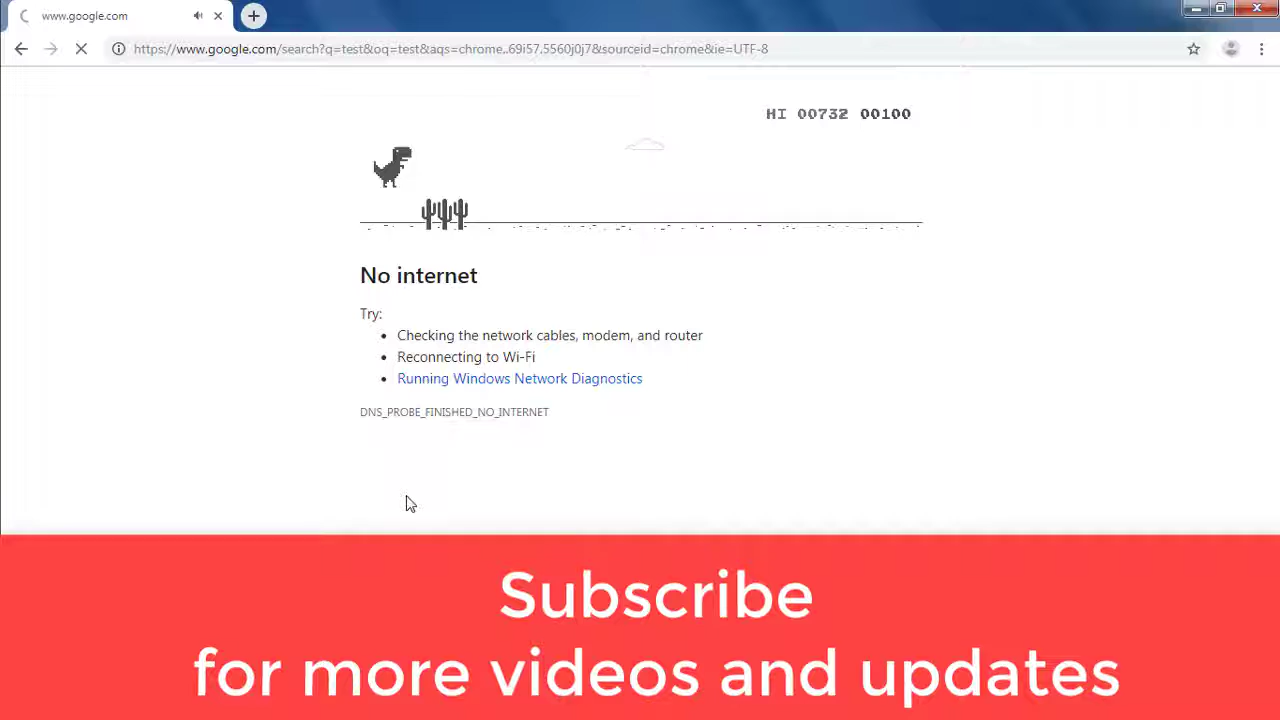 www.google.com
https://www.google.com/search?q=test&oq=test&aqs=chrome..69i57.5560j0j7&sourceid=chrome&ie=UTF-8
HI 00732 00100
No internet
Try:
• Checking the network cables, modem, and router
• Reconnecting to Wi-Fi
• Running Windows Network Diagnostics
DNS_PROBE_FINISHED_NO_INTERNET
Subscribe
for more videos and updates